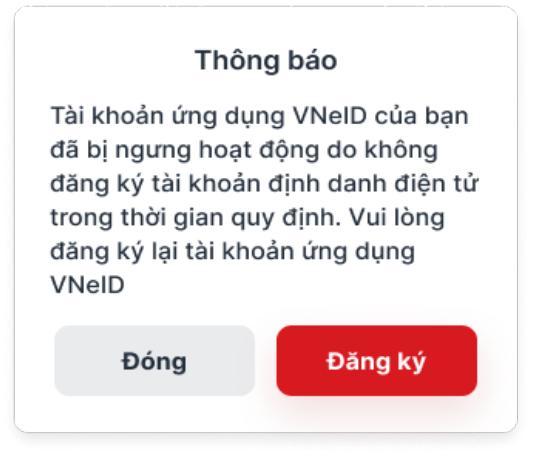 Thông báo
Tài khoản ứng dụng VNeID của bạn
đã bị ngưng hoạt động do không
đăng ký tài khoản định danh điện tử
trong thời gian quy định. Vui lòng
đăng ký lại tài khoản ứng dụng
VNeID
Đóng
Đăng ký